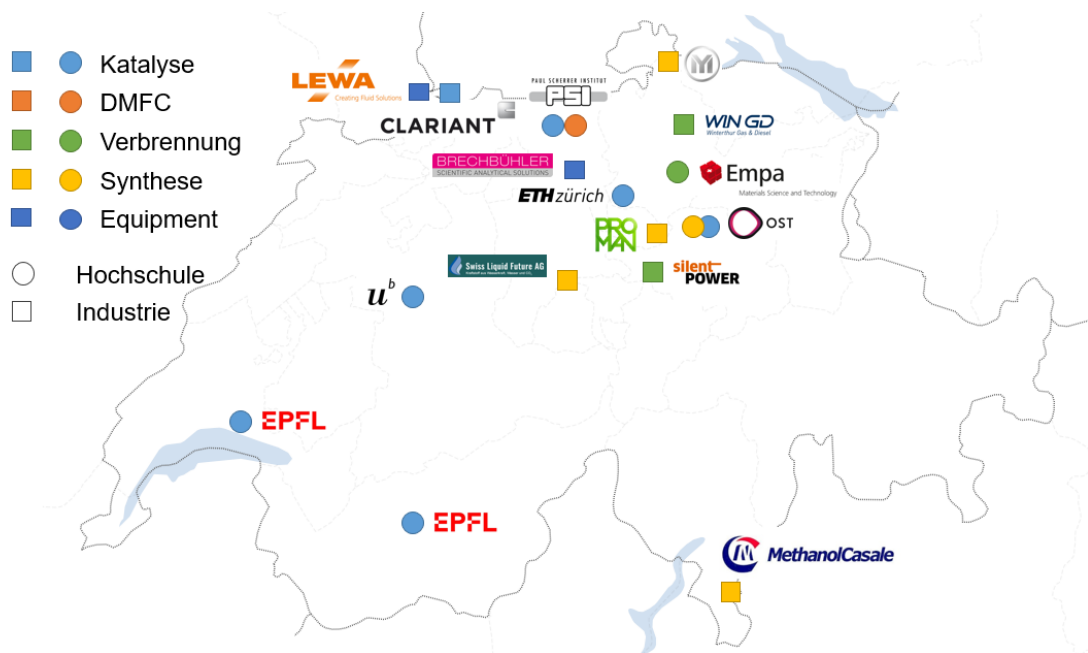 Katalyse
DMFC
Verbrennung
Synthese
Equipment
Hochschule
Industrie
LEWA
Creating Fluid Solutions
PAUL SCHERRER INSTITUT
PSI
CLARIANT
WIN GD
Winterthur Gas & Diesel
BRECHBÜHLER
SCIENTIFIC ANALYTICAL SOLUTIONS
Empa
Materials Science and Technology
ETH zürich
PRO
MAN
OST
Swiss Liquid Future AG
silent
POWER
u b
EPFL
EPFL
MethanolCasale